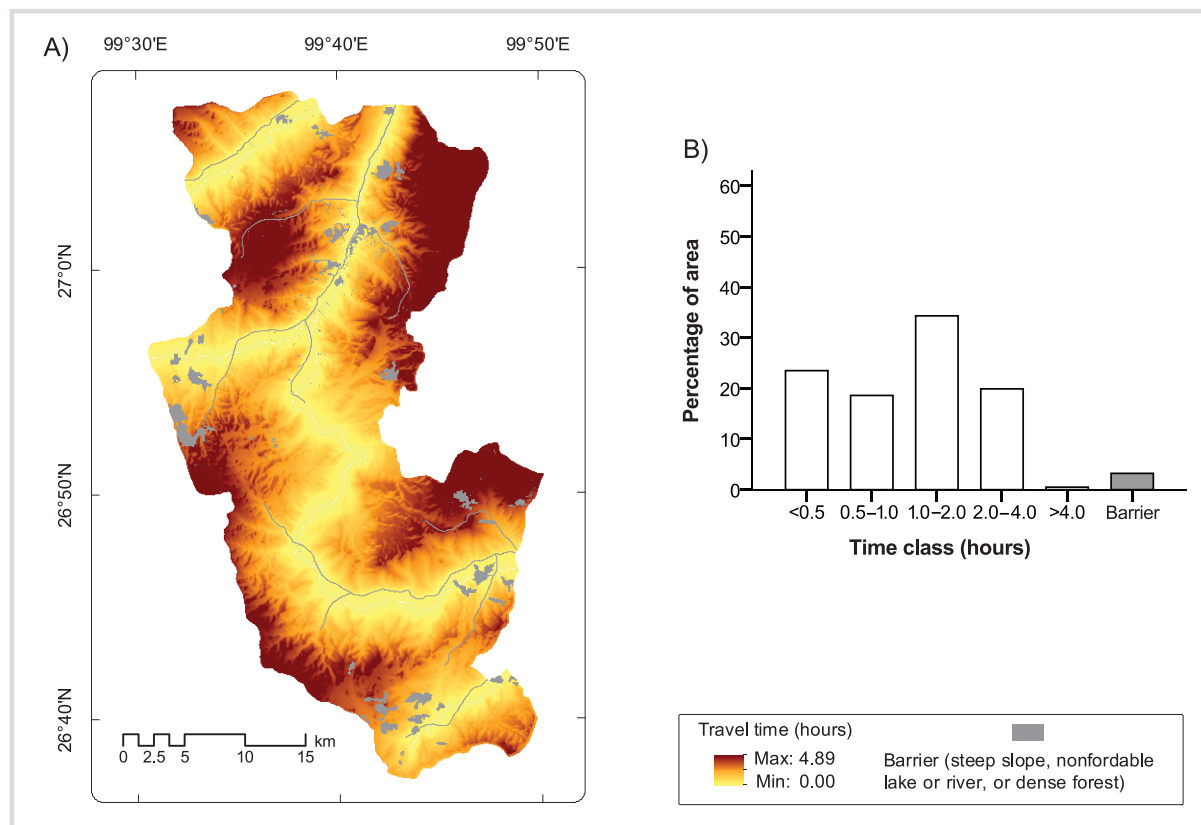 A)
99°30'E 99°40'E 99°50'E
27°0'N
26°50'N
26°40'N
0 2.5 5 10 15 km
B)
Percentage of area
60
50
40
30
20
10
0
<0.5 0.5–1.0 1.0–2.0 2.0–4.0 >4.0 Barrier
Time class (hours)
Travel time (hours)
Max: 4.89
Min: 0.00
Barrier (steep slope, nonfordable
lake or river, or dense forest)